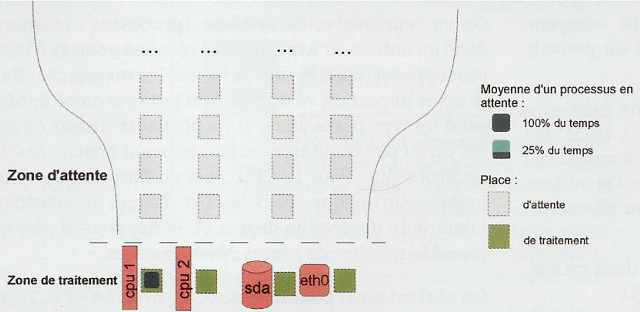 ... ... ... ...
Moyenne d'un processus en
attente :
100% du temps
25% du temps
Zone d'attente
Place :
d'attente
de traitement
Zone de traitement
cpu 1
cpu 2
sda
eth0